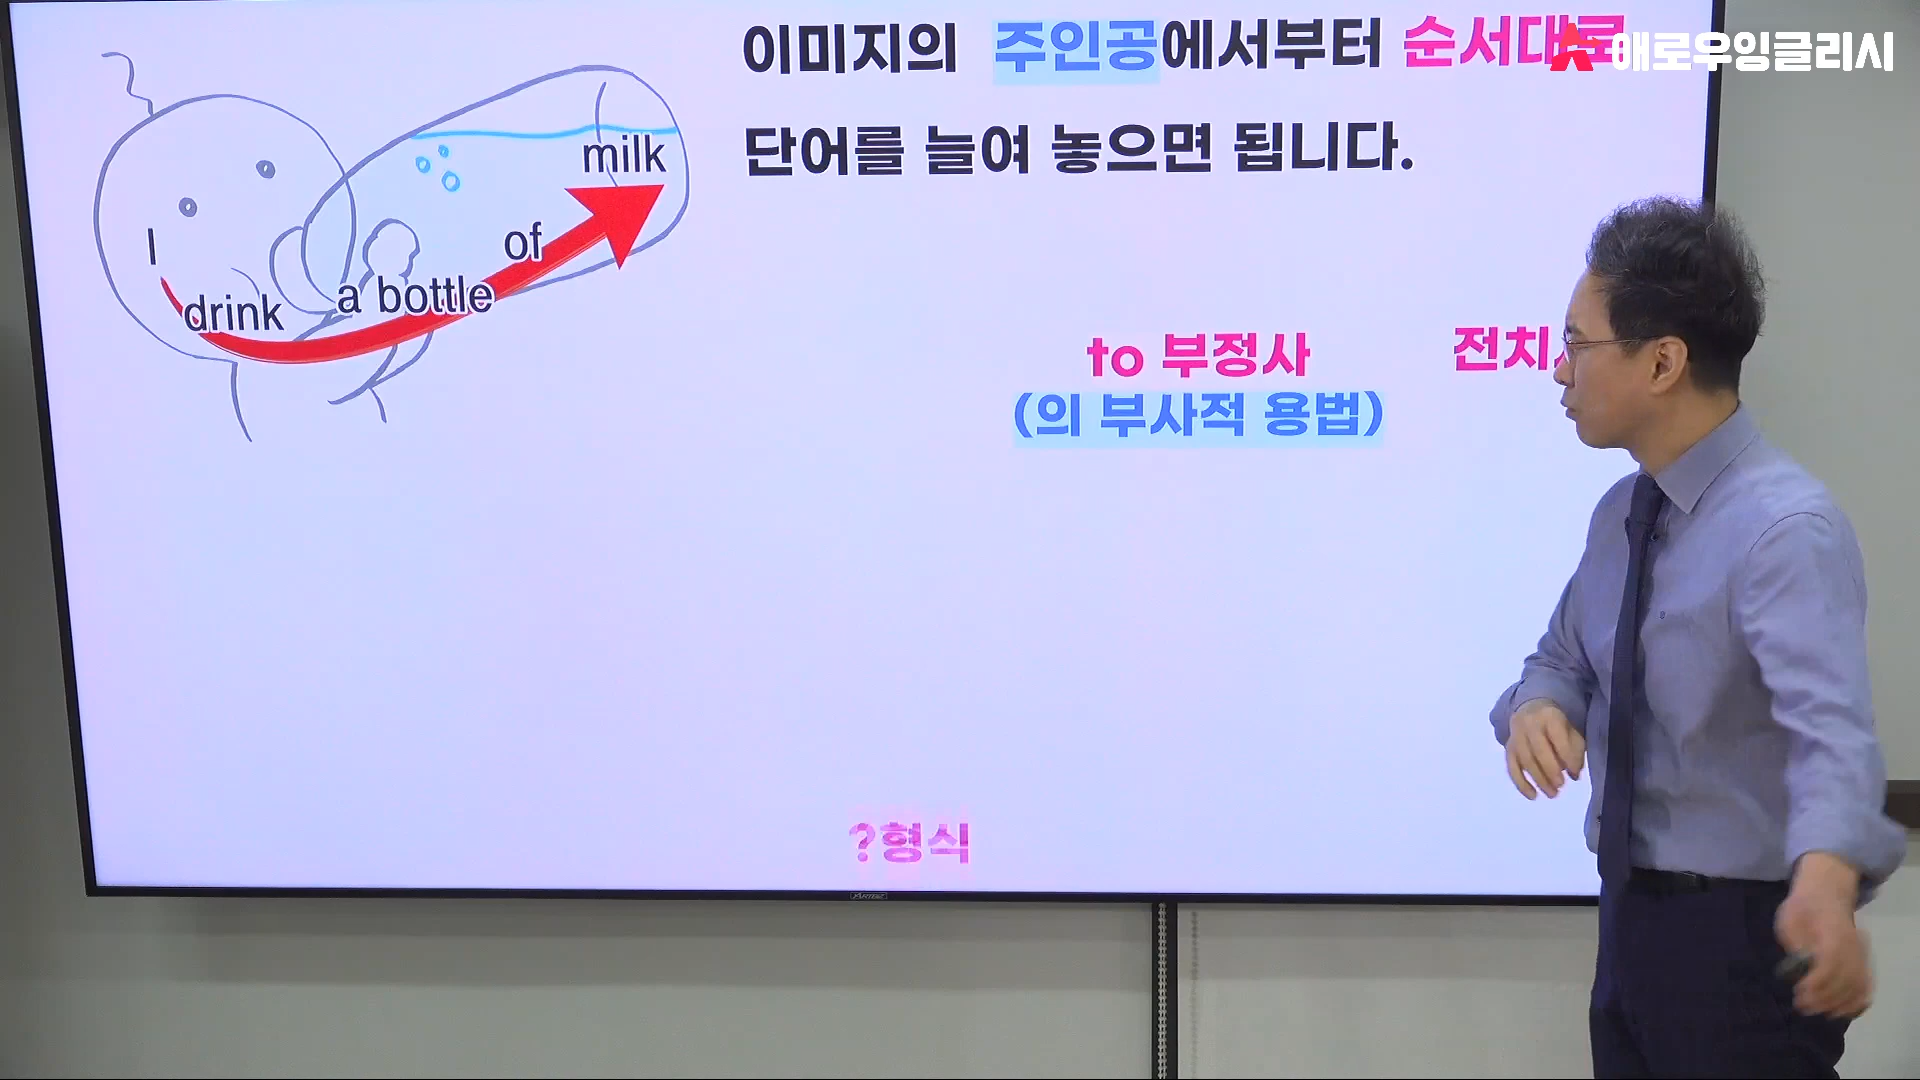 이미지의 주인공에서부터 순서대로
애로우잉글리시
단어를 늘여 놓으면 됩니다.
I drink a bottle of milk
to 부정사
(의 부사적 용법)
?형식